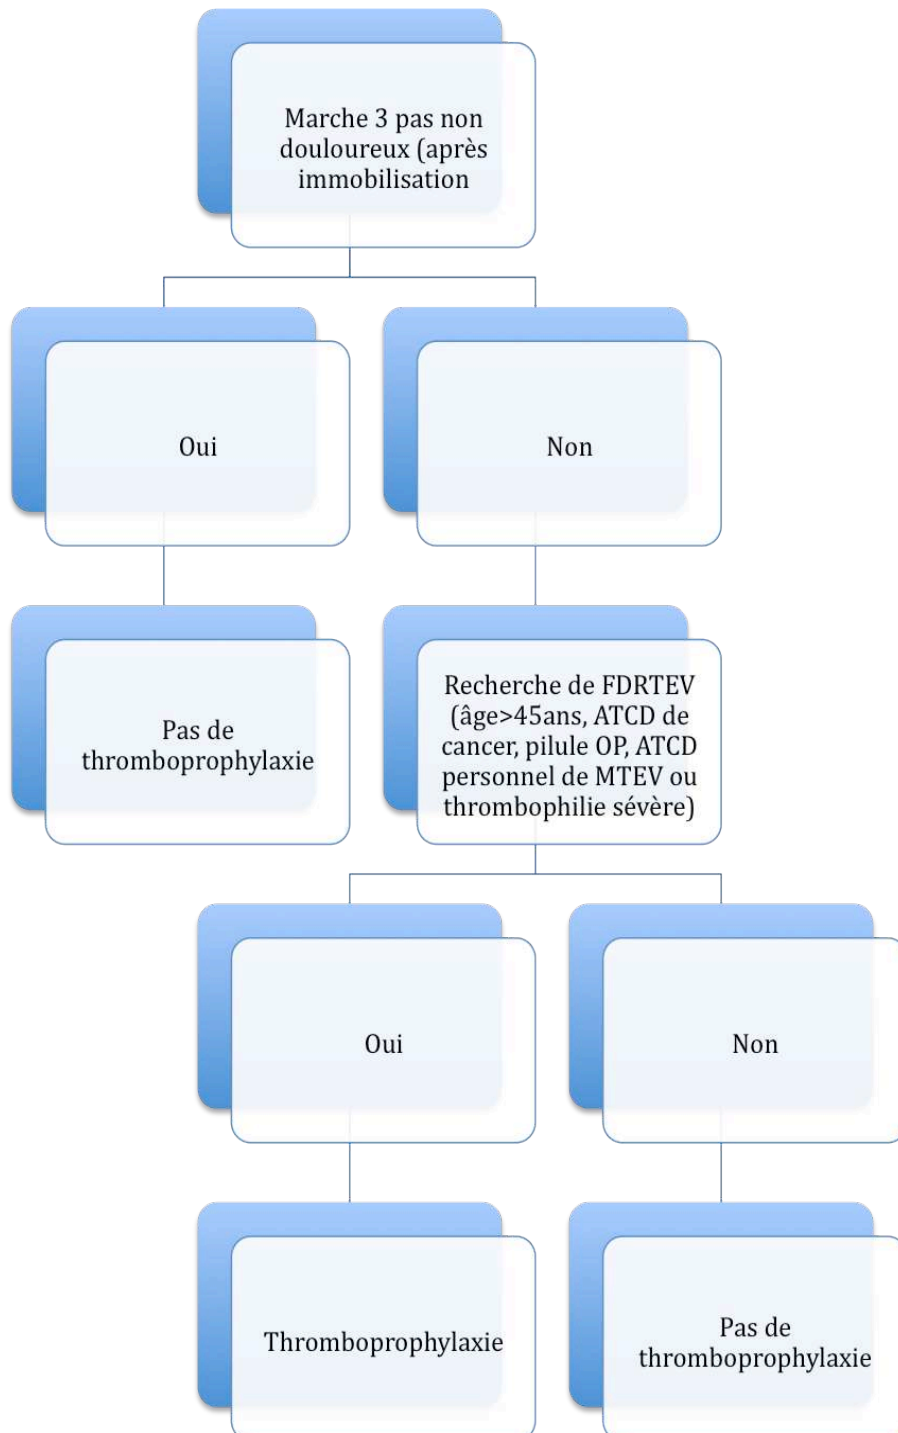 Marche 3 pas non
douloureux (après
immobilisation
Oui
Non
Pas de
thromboprophylaxie
Recherche de FDRTEV
(âge>45ans, ATCD de
cancer, pilule OP, ATCD
personnel de MTEV ou
thrombophilie sévère)
Oui
Non
Thromboprophylaxie
Pas de
thromboprophylaxie